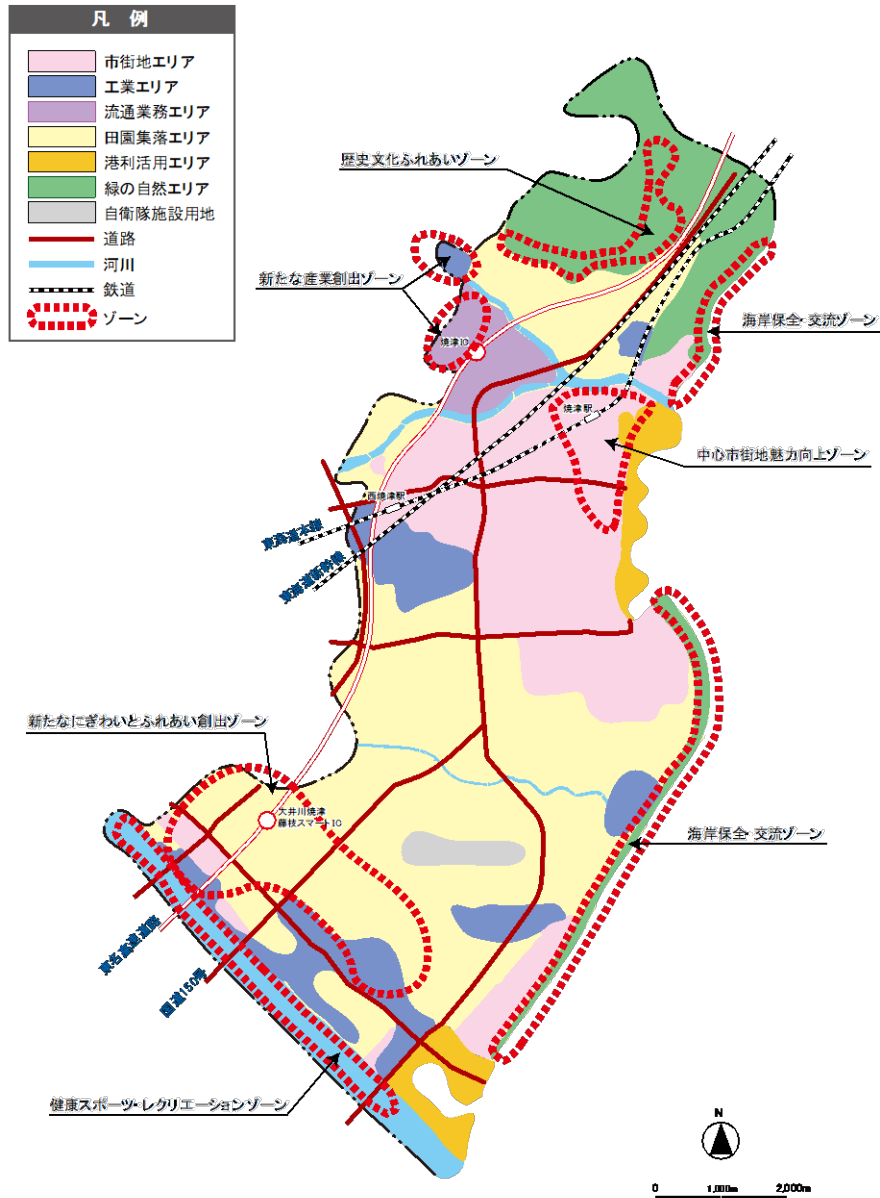 凡 例
市街地エリア
工業エリア
流通業務エリア
田園集落エリア
港利活用エリア
緑の自然エリア
自衛隊施設用地
道路
河川
鉄道
ゾーン
歴史文化ふれあいゾーン
新たな産業創出ゾーン
焼津IC
海岸保全・交流ゾーン
焼津駅
中心市街地魅力向上ゾーン
西焼津駅
東海道本線
東海道新幹線
新たなにぎわいとふれあい創出ゾーン
大井川焼津
藤枝スマートIC
海岸保全・交流ゾーン
東名高速道路
国道150号
健康スポーツ・レクリエーションゾーン
N
0 1,000m 2,000m